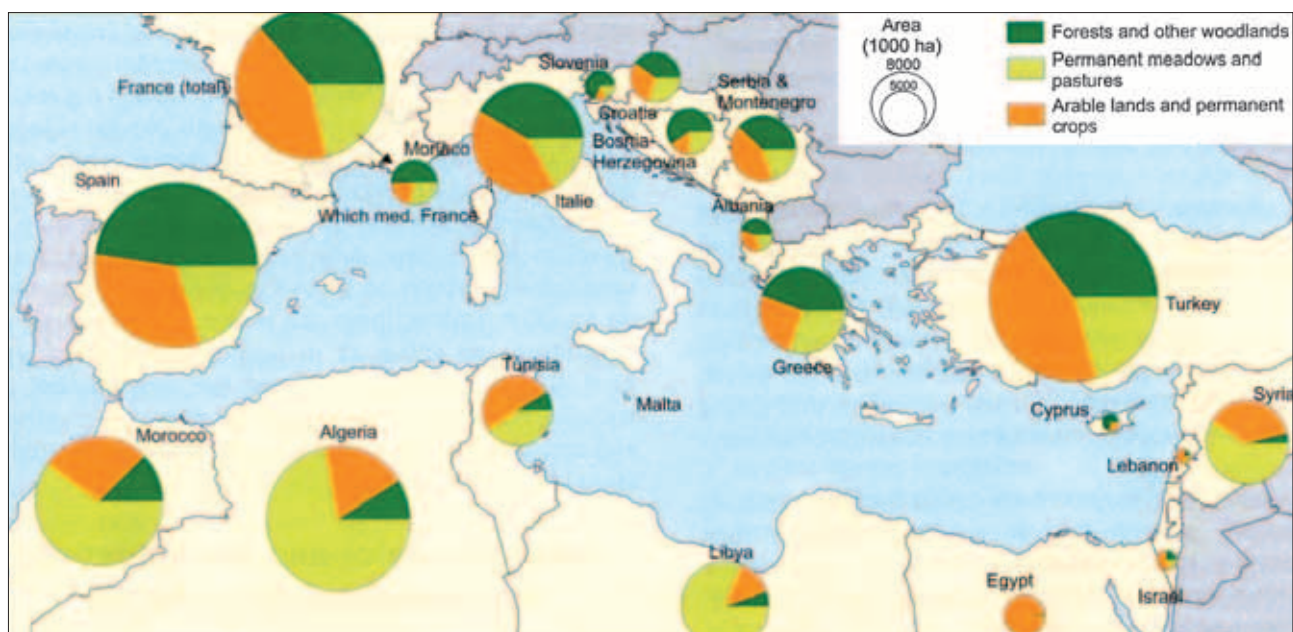 Area
(1000 ha)
8000
5000
Forests and other woodlands
Permanent meadows and
pastures
Arable lands and permanent
crops
France (total)
Slovenia
Croatia
Serbia &
Montenegro
Bosnia-
Herzegovina
Monaco
Which med. France
Italie
Spain
Albania
Greece
Turkey
Tunisia
Malta
Cyprus
Syria
Morocco
Algeria
Lebanon
Libya
Egypt
Israel